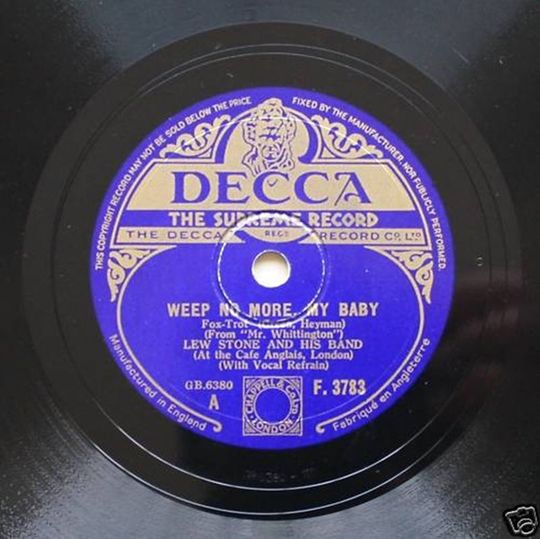 THIS COPYRIGHT RECORD MAY NOT BE SOLD BELOW THE PRICE FIXED BY THE MANUFACTURER, NOR PUBLICLY PERFORMED.
DECCA
THE SUPREME RECORD
THE DECCA REGD RECORD CO. LTD
WEEP NO MORE, MY BABY
Fox-Trot (Green, Heyman)
(From "Mr. Whittington")
LEW STONE AND HIS BAND
(At the Cafe Anglais, London)
(With Vocal Refrain)
GB.6380
A
F. 3783
CHAPPELL & CO LTD
LONDON
Manufactured in England
Fabriqué en Angleterre